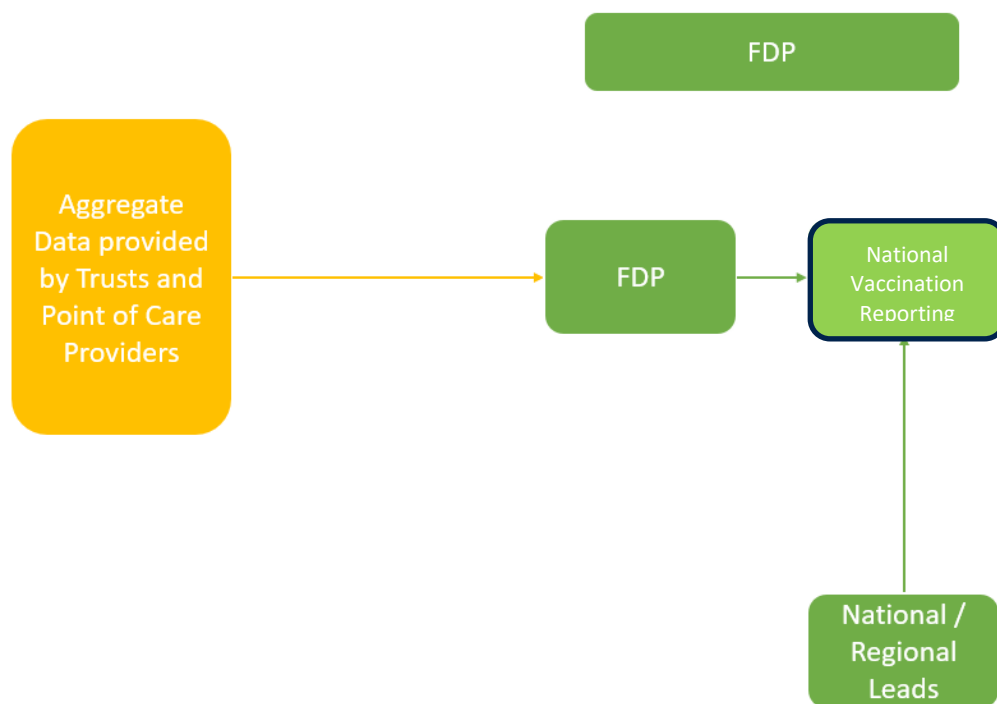 FDP
Aggregate
Data provided
by Trusts and
Point of Care
Providers
FDP
National
Vaccination
Reporting
National /
Regional
Leads